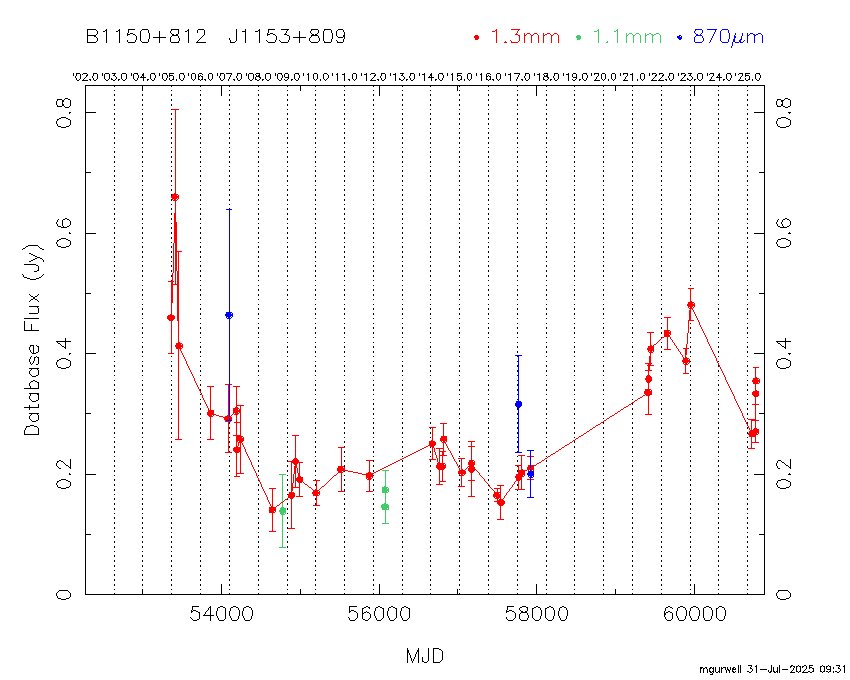 B1150+812 J1153+809 1.3mm 1.1mm 870μm
'02.0 '03.0 '04.0 '05.0 '06.0 '07.0 '08.0 '09.0 '10.0 '11.0 '12.0 '13.0 '14.0 '15.0 '16.0 '17.0 '18.0 '19.0 '20.0 '21.0 '22.0 '23.0 '24.0 '25.0
0.8 0.8
0.6 0.6
0.4 0.4
0.2 0.2
0 0
Database Flux (Jy)
54000 56000 58000 60000
MJD
mgurwell 31-Jul-2025 09:31